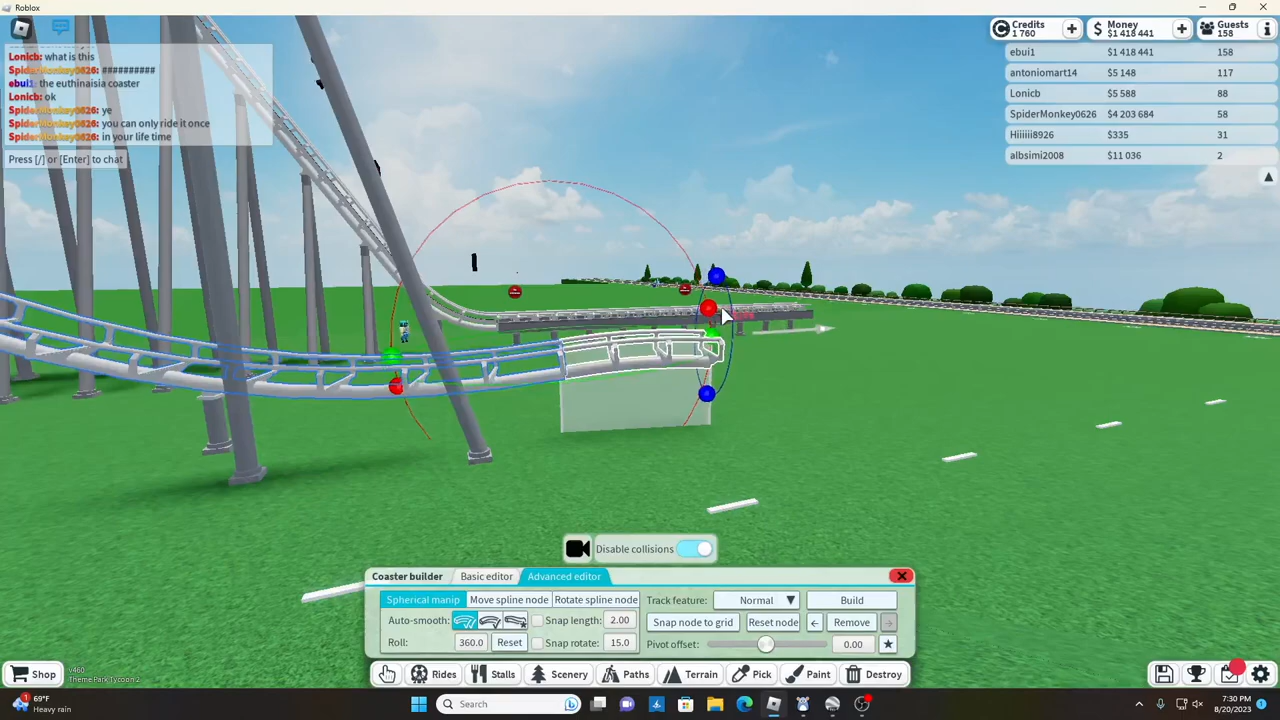 Roblox
Lonicb: what is this
SpiderMonkey0626: ##########
ebui1: the euthinaisia coaster
Lonicb: ok
SpiderMonkey0626: ye
SpiderMonkey0626: you can only ride it once
SpiderMonkey0626: in your life time
Press [/] or [Enter] to chat
Credits
1 760
Money
$1 418 441
Guests
158
ebui1 $1 418 441 158
antoniomart14 $5 148 117
Lonicb $5 588 88
SpiderMonkey0626 $4 203 684 58
Hiiiiii8926 $335 31
albsimi2008 $11 036 2
Disable collisions
Coaster builder Basic editor Advanced editor
Spherical manip Move spline node Rotate spline node Track feature: Normal Build
Auto-smooth: Snap length: 2.00 Snap node to grid Reset node Remove
Roll: 360.0 Reset Snap rotate: 15.0 Pivot offset: 0.00
Shop v460
Theme Park Tycoon 2
Rides Stalls Scenery Paths Terrain Pick Paint Destroy
1
69°F
Heavy rain
Search
7:30 PM
8/20/2023